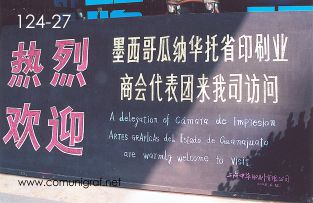 124-27
热烈
欢迎
墨西哥瓜纳华托省印刷业
商会代表团来我司访问
A delegation of Cámara de Impresion
ARTES GRÁFICAS del Estado de Guanajuato
are warmly welcome to visit
www.comunigraf.net